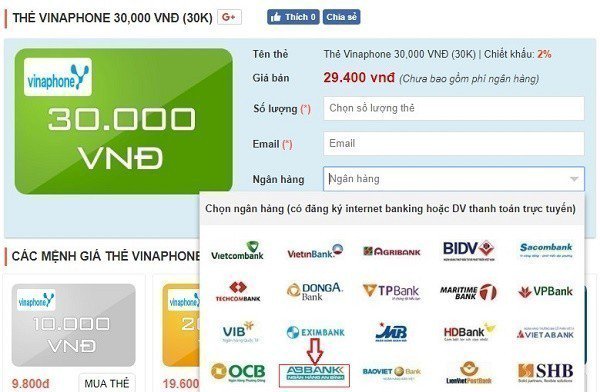 THẺ VINAPHONE 30,000 VNĐ (30K) G+ Thích 0 Chia sẻ
vinaphone
30.000
VNĐ
Tên thẻ Thẻ Vinaphone 30,000 VNĐ (30K) | Chiết khấu: 2%
Giá bán 29.400 vnđ (Chưa bao gồm phí ngân hàng)
Số lượng (*) Chọn số lượng thẻ
Email (*) Email
Ngân hàng Ngân hàng
Chọn ngân hàng (có đăng ký internet banking hoặc DV thanh toán trực tuyến)
Vietcombank VietinBank AGRIBANK BIDV Sacombank
TECHCOMBANK DONGA Bank TPBank MARITIME BANK VPBank
VIB EXIMBANK MB HDBank VIETABANK
OCB ABBANK BAOVIET Bank LienVietPostBank SHB
NGÂN HÀNG AN BÌNH
CÁC MỆNH GIÁ THẺ VINAPHONE
vinaphone
10.000
VNĐ
9.800đ MUA THẺ
vinaphone
20
19.600